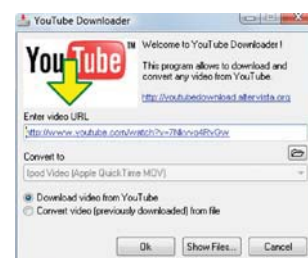 YouTube Downloader
You Tube TM
Welcome to YouTube Downloader !
This program allows to download and
convert any video from YouTube.
http://youtubedownload.altervista.org
Enter video URL
Convert to
Ipod Video (Apple QuickTime MOV)
Download video from YouTube
Convert video (previously downloaded) from file
Ok Show Files... Cancel